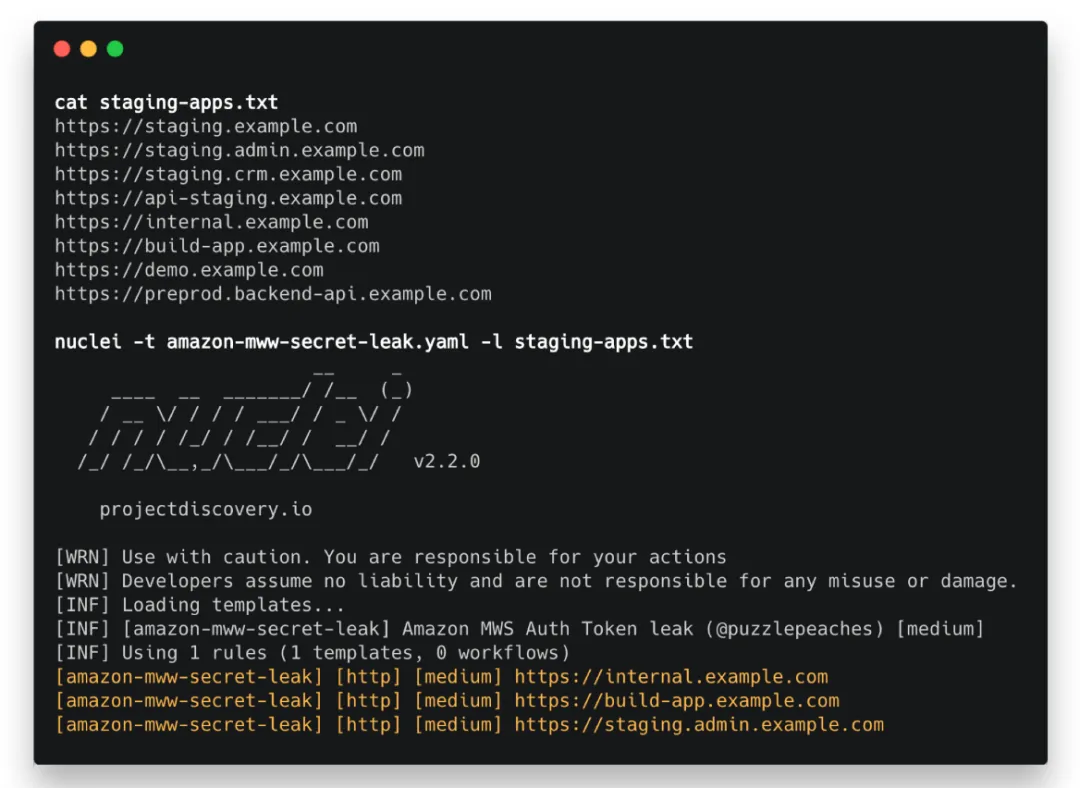 cat staging-apps.txt
https://staging.example.com
https://staging.admin.example.com
https://staging.crm.example.com
https://api-staging.example.com
https://internal.example.com
https://build-app.example.com
https://demo.example.com
https://preprod.backend-api.example.com
nuclei -t amazon-mww-secret-leak.yaml -l staging-apps.txt
                       __     _
     ____  __  _______/ /__  (_)
    / __ \/ / / / ___/ / _ \/ /
   / / / / /_/ / /__/ /  __/ /
  /_/ /_/\__,_/\___/_/\___/_/   v2.2.0
projectdiscovery.io
[WRN] Use with caution. You are responsible for your actions
[WRN] Developers assume no liability and are not responsible for any misuse or damage.
[INF] Loading templates...
[INF] [amazon-mww-secret-leak] Amazon MWS Auth Token leak (@puzzlepeaches) [medium]
[INF] Using 1 rules (1 templates, 0 workflows)
[amazon-mww-secret-leak] [http] [medium] https://internal.example.com
[amazon-mww-secret-leak] [http] [medium] https://build-app.example.com
[amazon-mww-secret-leak] [http] [medium] https://staging.admin.example.com